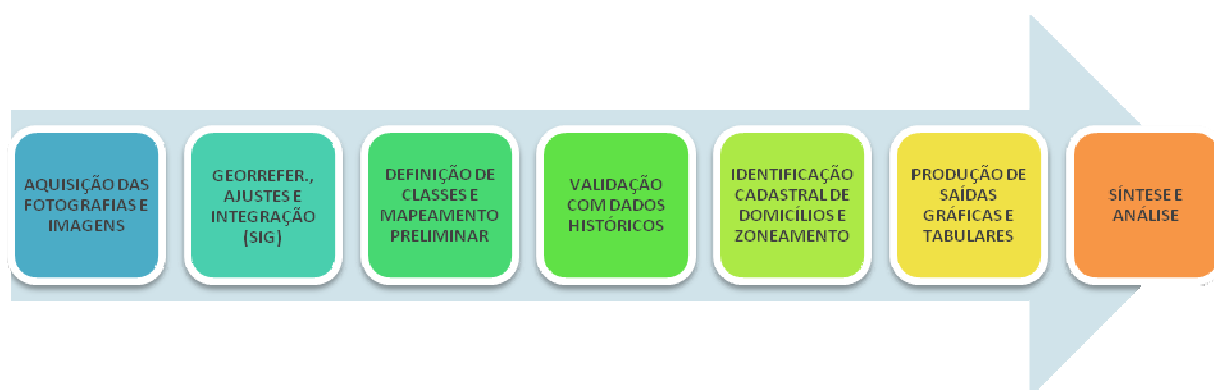 AQUISIÇÃO DAS
FOTOGRAFIAS E
IMAGENS
GEORREFER.,
AJUSTES E
INTEGRAÇÃO
(SIG)
DEFINIÇÃO DE
CLASSES E
MAPEAMENTO
PRELIMINAR
VALIDAÇÃO
COM DADOS
HISTÓRICOS
IDENTIFICAÇÃO
CADASTRAL DE
DOMICÍLIOS E
ZONEAMENTO
PRODUÇÃO DE
SAÍDAS
GRÁFICAS E
TABULARES
SÍNTESE E
ANÁLISE